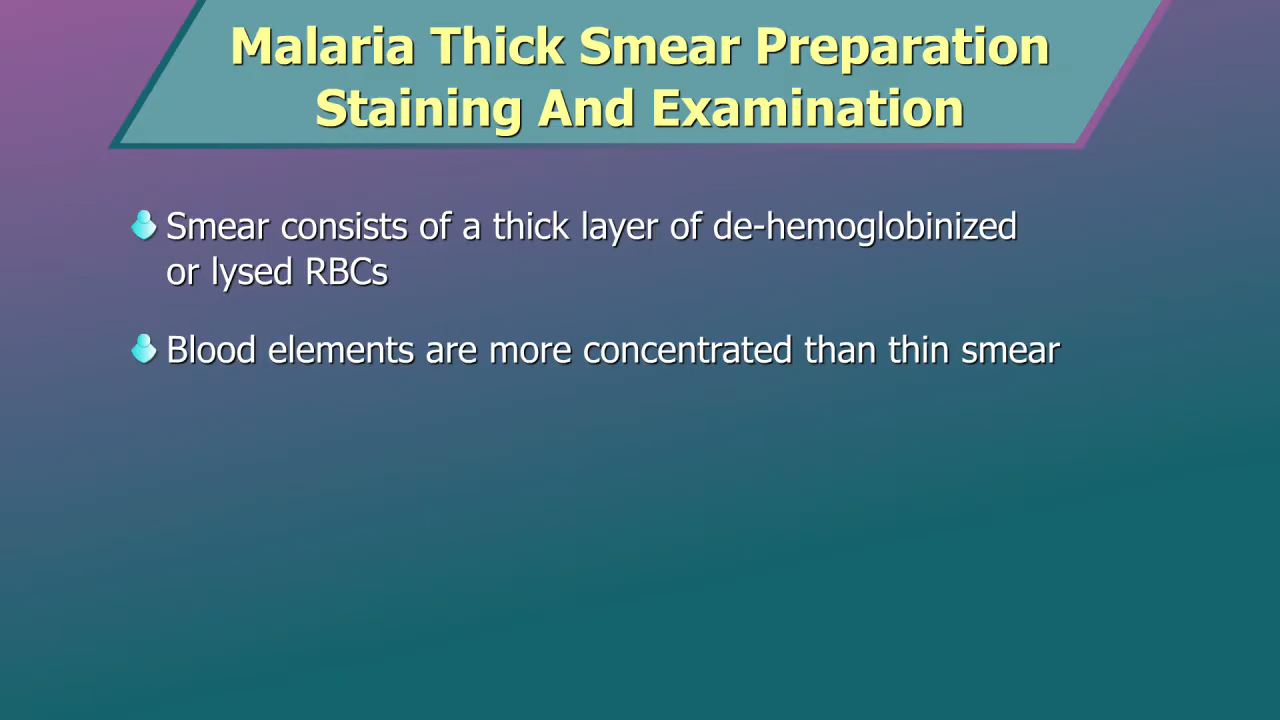 Malaria Thick Smear Preparation
Staining And Examination
Smear consists of a thick layer of de-hemoglobinized
or lysed RBCs
Blood elements are more concentrated than thin smear